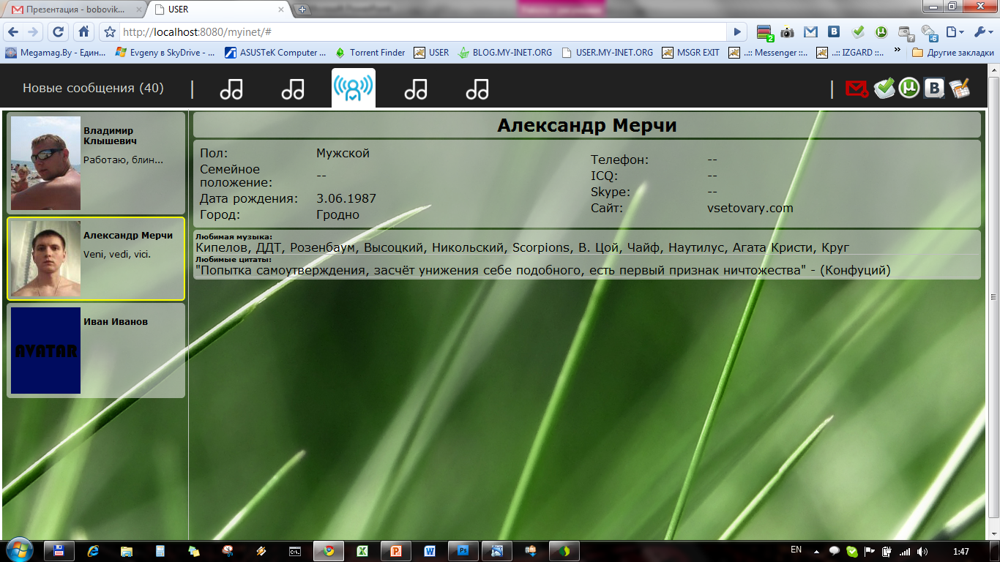 Презентация - bobovik...
USER
http://localhost:8080/myinet/#
Megamag.By - Един...
Evgeny в SkyDrive - ...
ASUSTeK Computer ...
Torrent Finder
USER
BLOG.MY-INET.ORG
USER.MY-INET.ORG
MSGR EXIT
..:: Messenger ::..
..:: IZGARD ::..
»
Другие закладки
Новые сообщения (40)
Владимир
Клышевич
Работаю, блин...
Александр Мерчи
Veni, vedi, vici.
AVATAR
Иван Иванов
Александр Мерчи
Пол: Мужской
Семейное
положение: --
Дата рождения: 3.06.1987
Город: Гродно
Телефон: --
ICQ: --
Skype: --
Сайт: vsetovary.com
Любимая музыка:
Кипелов, ДДТ, Розенбаум, Высоцкий, Никольский, Scorpions, В. Цой, Чайф, Наутилус, Агата Кристи, Круг
Любимые цитаты:
"Попытка самоутверждения, засчёт унижения себе подобного, есть первый признак ничтожества" - (Конфуций)
EN
1:47